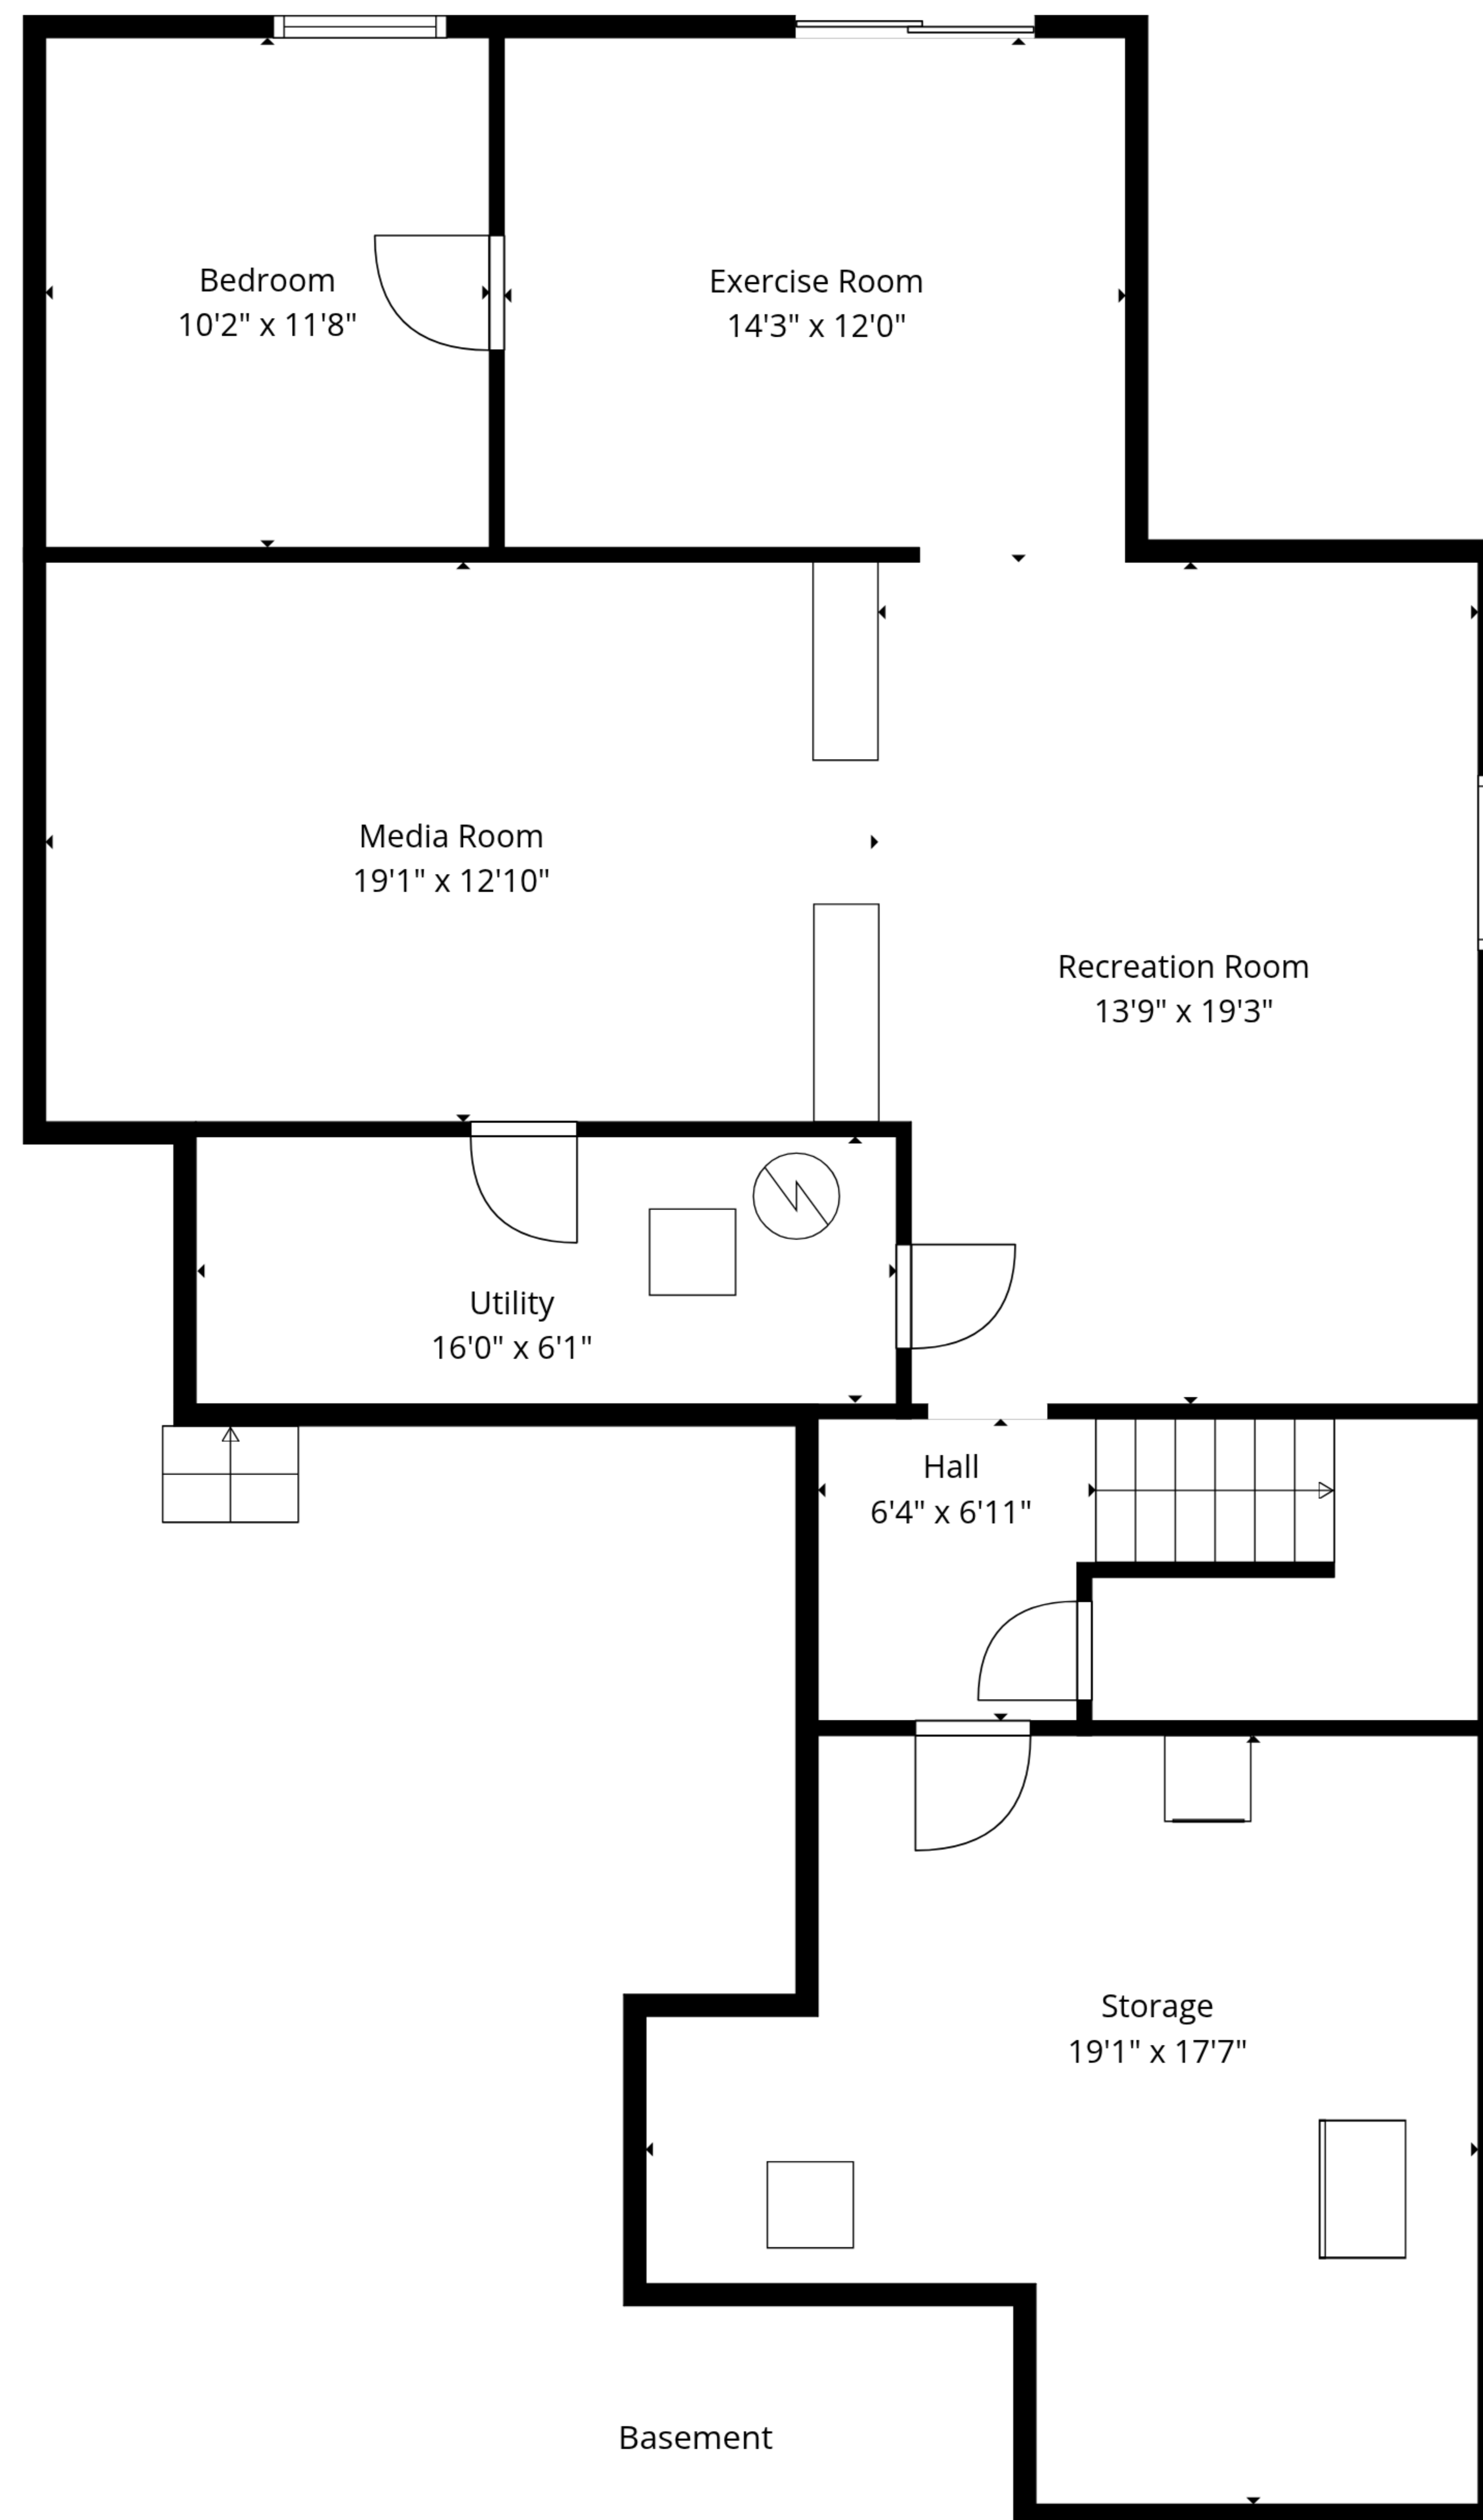 Bedroom
10'2" x 11'8"
Exercise Room
14'3" x 12'0"
Media Room
19'1" x 12'10"
Recreation Room
13'9" x 19'3"
Utility
16'0" x 6'1"
Hall
6'4" x 6'11"
Storage
19'1" x 17'7"
Basement